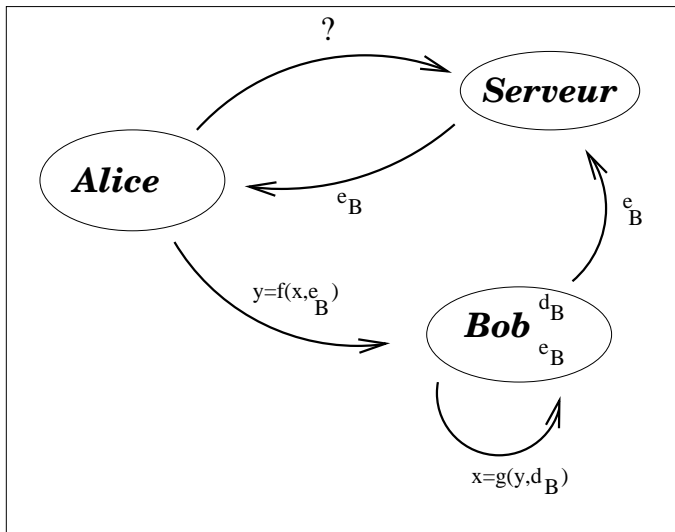 ?
Serveur
Alice
e_B
e_B
y=f(x,e_B)
d_B
Bob
e_B
x=g(y,d_B)